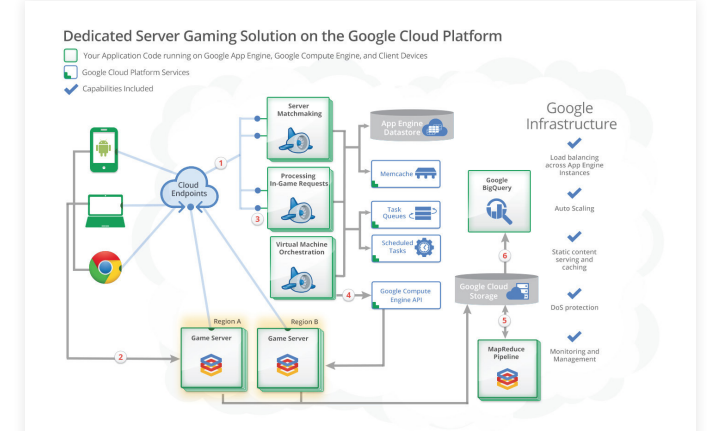 Dedicated Server Gaming Solution on the Google Cloud Platform
Your Application Code running on Google App Engine, Google Compute Engine, and Client Devices
Google Cloud Platform Services
Capabilities Included
Server
Matchmaking
App Engine
Datastore
Google
Infrastructure
1
Load balancing
across App Engine
Instances
Processing
In-Game Requests
Memcache
Google
BigQuery
Cloud
Endpoints
Auto Scaling
3
Task
Queues
Virtual Machine
Orchestration
Scheduled
Tasks
6
Static content
serving and
caching
4
Google Compute
Engine API
Google Cloud
Storage
DoS protection
Region A
Region B
5
Game Server
Game Server
MapReduce
Pipeline
2
Monitoring and
Management